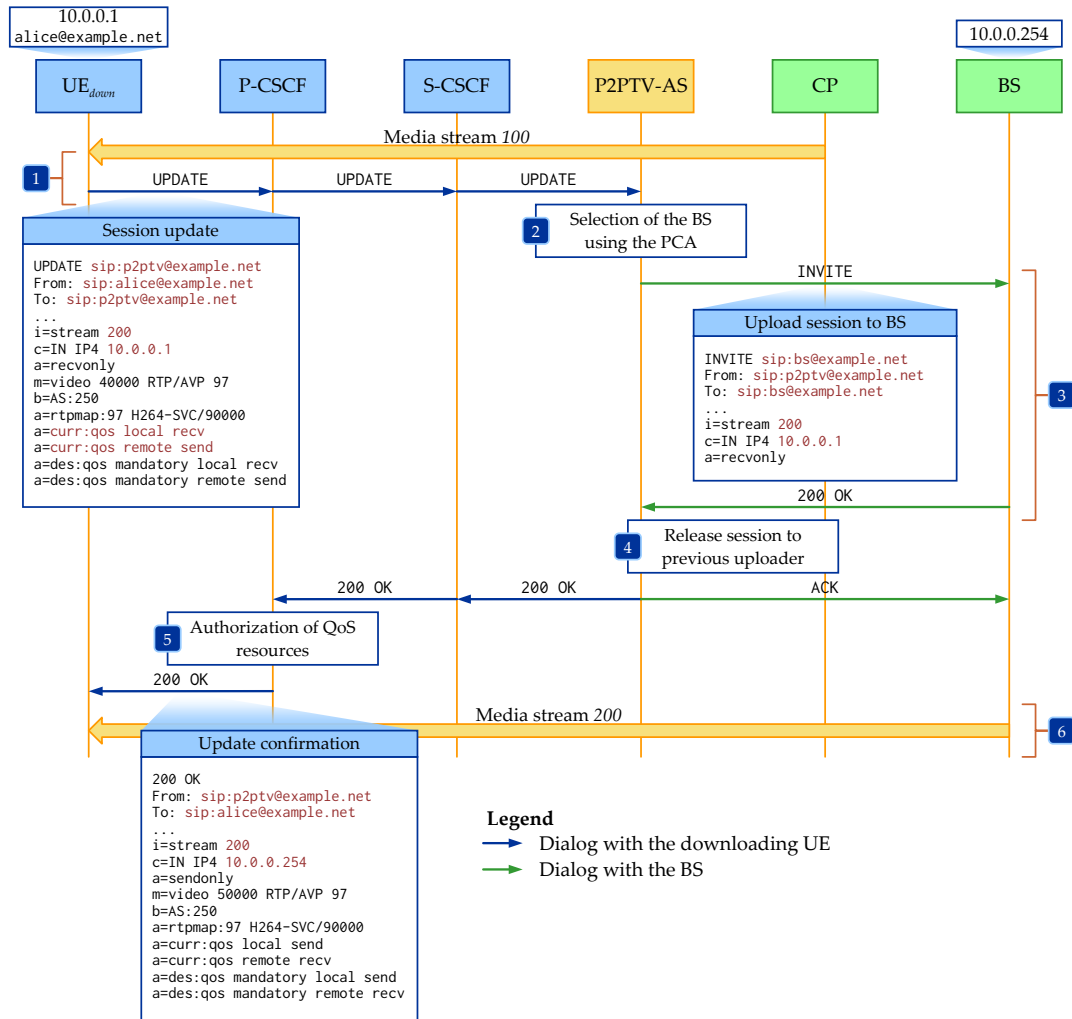 10.0.0.1
alice@example.net
10.0.0.254
UEdown
P-CSCF
S-CSCF
P2PTV-AS
CP
BS
Media stream 100
1
UPDATE
UPDATE
UPDATE
2
Selection of the BS
using the PCA
Session update
UPDATE sip:p2ptv@example.net
From: sip:alice@example.net
To: sip:p2ptv@example.net
...
i=stream 200
c=IN IP4 10.0.0.1
a=recvonly
m=video 40000 RTP/AVP 97
b=AS:250
a=rtpmap:97 H264-SVC/90000
a=curr:qos local recv
a=curr:qos remote send
a=des:qos mandatory local recv
a=des:qos mandatory remote send
INVITE
Upload session to BS
INVITE sip:bs@example.net
From: sip:p2ptv@example.net
To: sip:bs@example.net
...
i=stream 200
c=IN IP4 10.0.0.1
a=recvonly
3
200 OK
4
Release session to
previous uploader
200 OK
200 OK
ACK
5
Authorization of QoS
resources
200 OK
Media stream 200
6
Update confirmation
200 OK
From: sip:p2ptv@example.net
To: sip:alice@example.net
...
i=stream 200
c=IN IP4 10.0.0.254
a=sendonly
m=video 50000 RTP/AVP 97
b=AS:250
a=rtpmap:97 H264-SVC/90000
a=curr:qos local send
a=curr:qos remote recv
a=des:qos mandatory local send
a=des:qos mandatory remote recv
Legend
Dialog with the downloading UE
Dialog with the BS